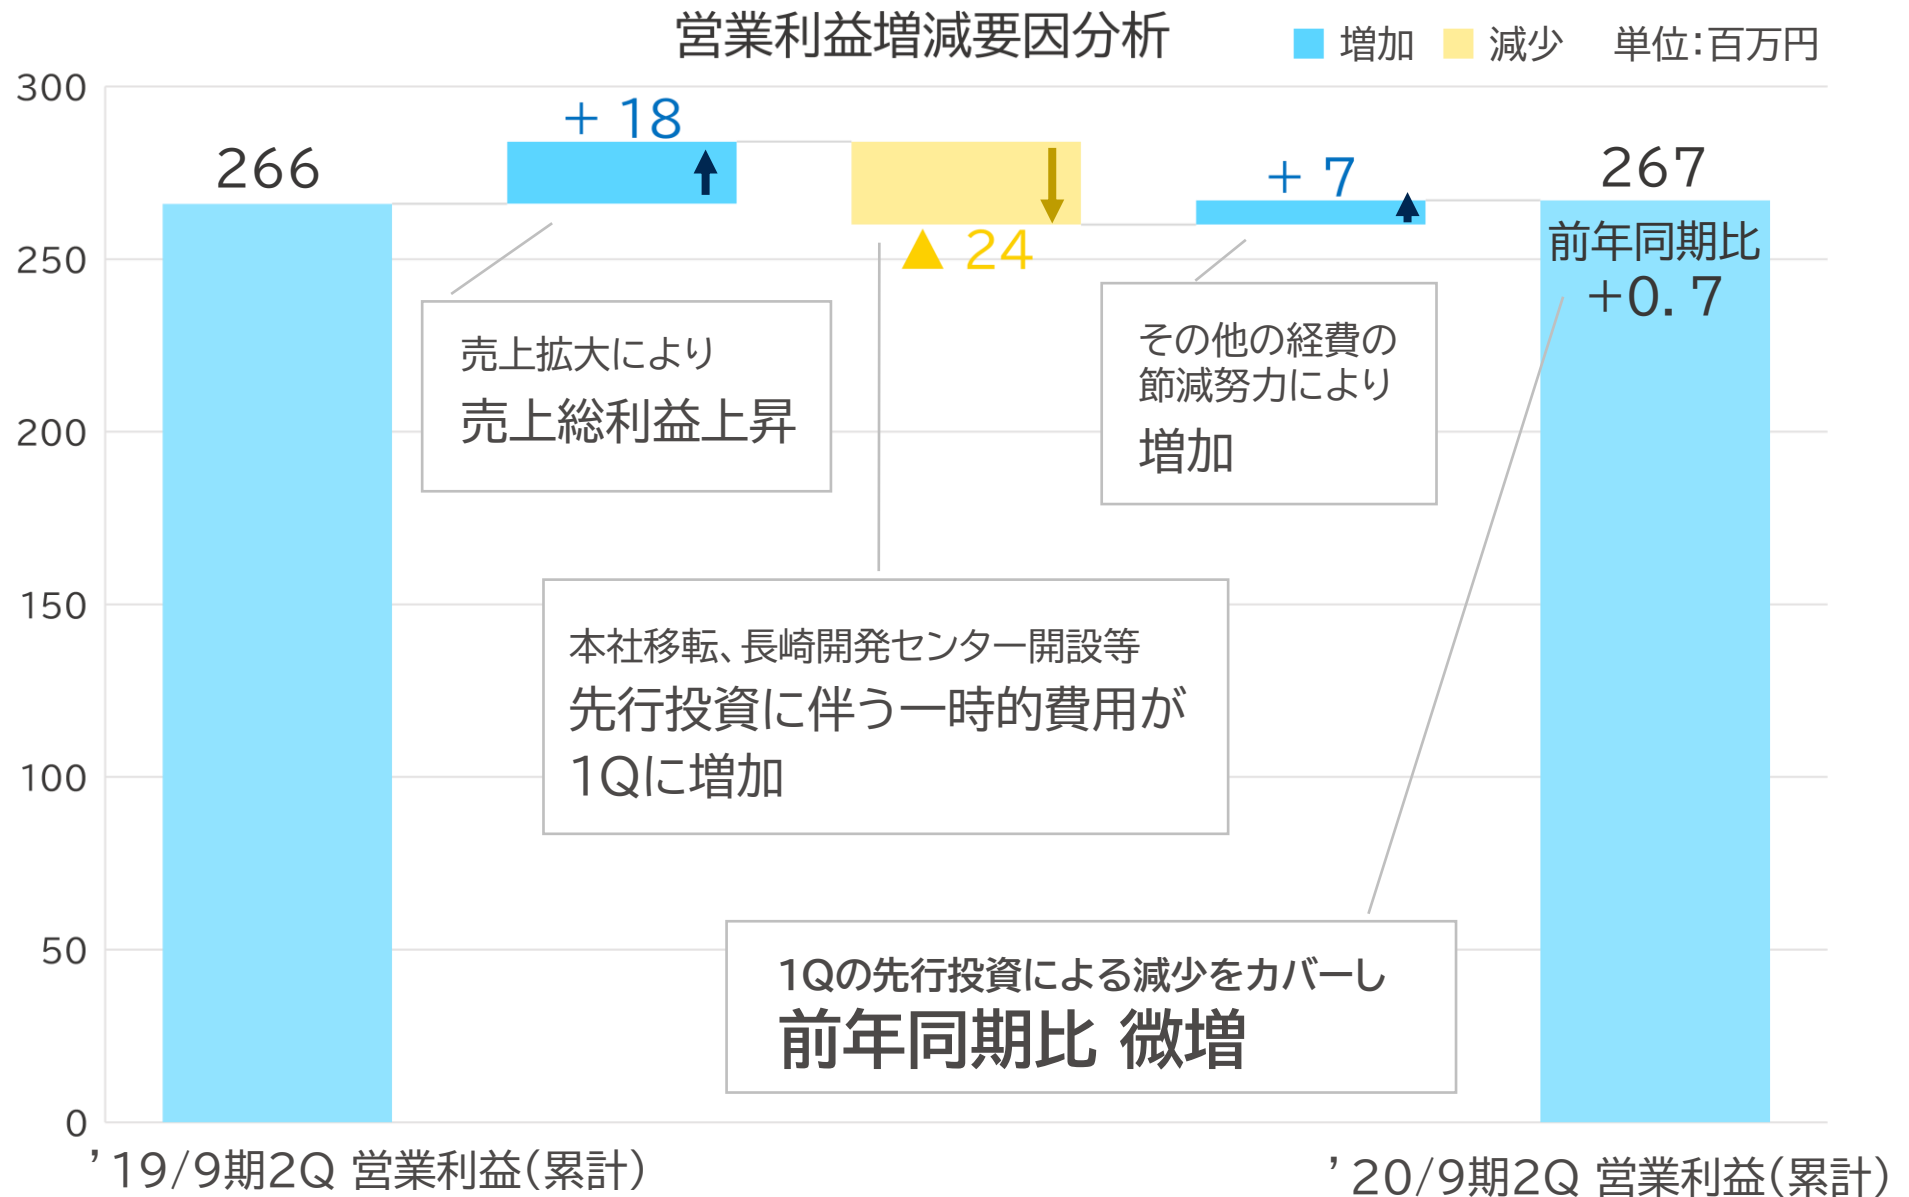 営業利益増減要因分析
増加 減少 単位：百万円
300
250
200
150
100
50
0
266
+ 18
▲ 24
+ 7
267
前年同期比
+0.7
売上拡大により
売上総利益上昇
その他の経費の
節減努力により
増加
本社移転、長崎開発センター開設等
先行投資に伴う一時的費用が
1Qに増加
1Qの先行投資による減少をカバーし
前年同期比 微増
’19/9期2Q 営業利益(累計)
’20/9期2Q 営業利益(累計)